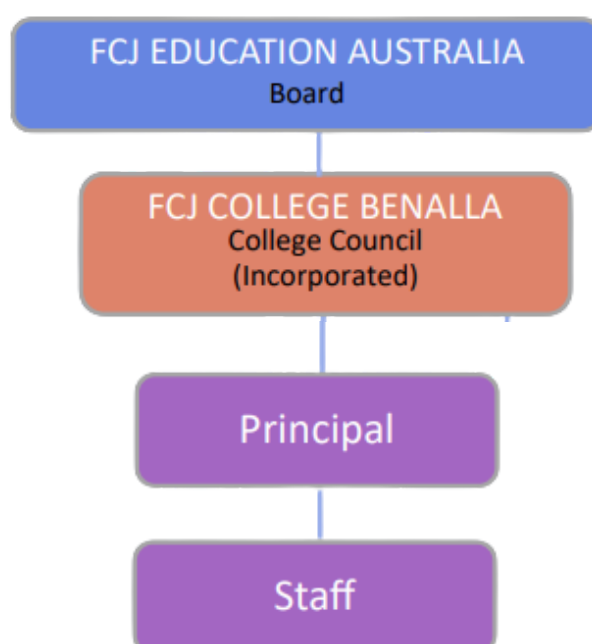 FCJ EDUCATION AUSTRALIA
Board
FCJ COLLEGE BENALLA
College Council
(Incorporated)
Principal
Staff